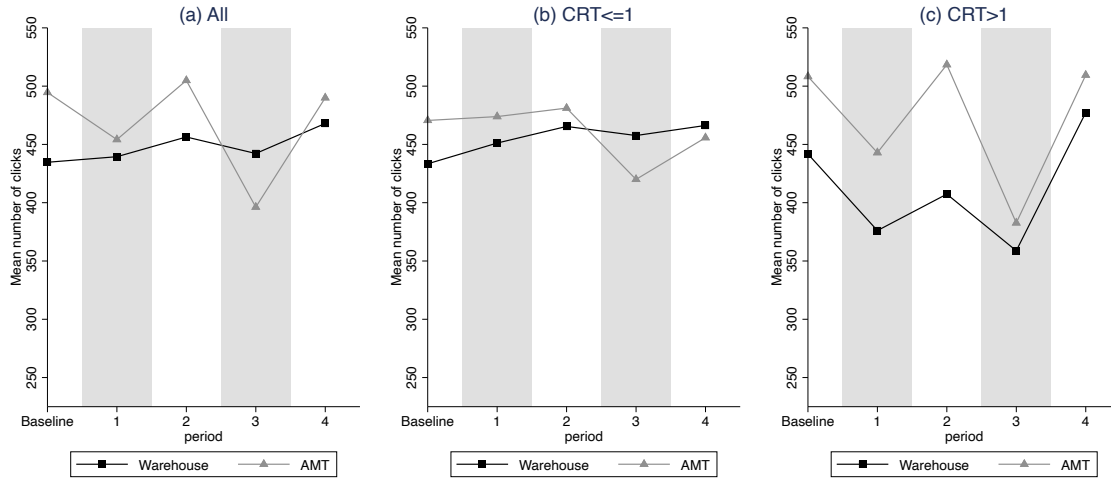 (a) All
550
500
450
400
350
300
250
Mean number of clicks
Baseline 1 2 3 4
period
Warehouse AMT
(b) CRT<=1
550
500
450
400
350
300
250
Mean number of clicks
Baseline 1 2 3 4
period
Warehouse AMT
(c) CRT>1
550
500
450
400
350
300
250
Mean number of clicks
Baseline 1 2 3 4
period
Warehouse AMT